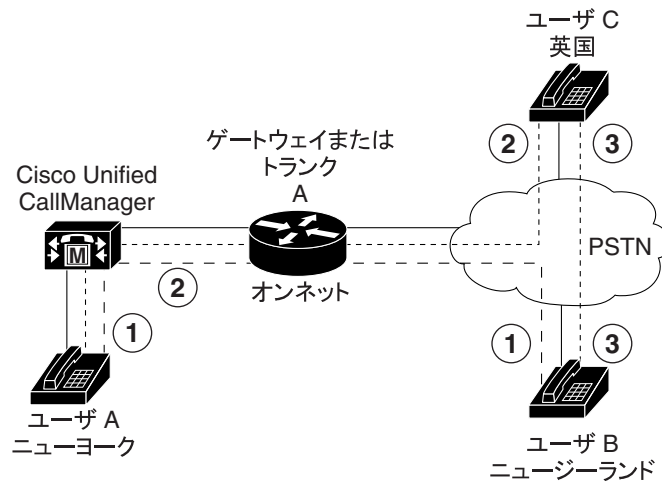 ユーザ C
英国
2
3
ゲートウェイまたは
トランク
A
Cisco Unified
CallManager
M
PSTN
オンネット
2
1
1
3
ユーザ A
ニューヨーク
ユーザ B
ニュージーランド